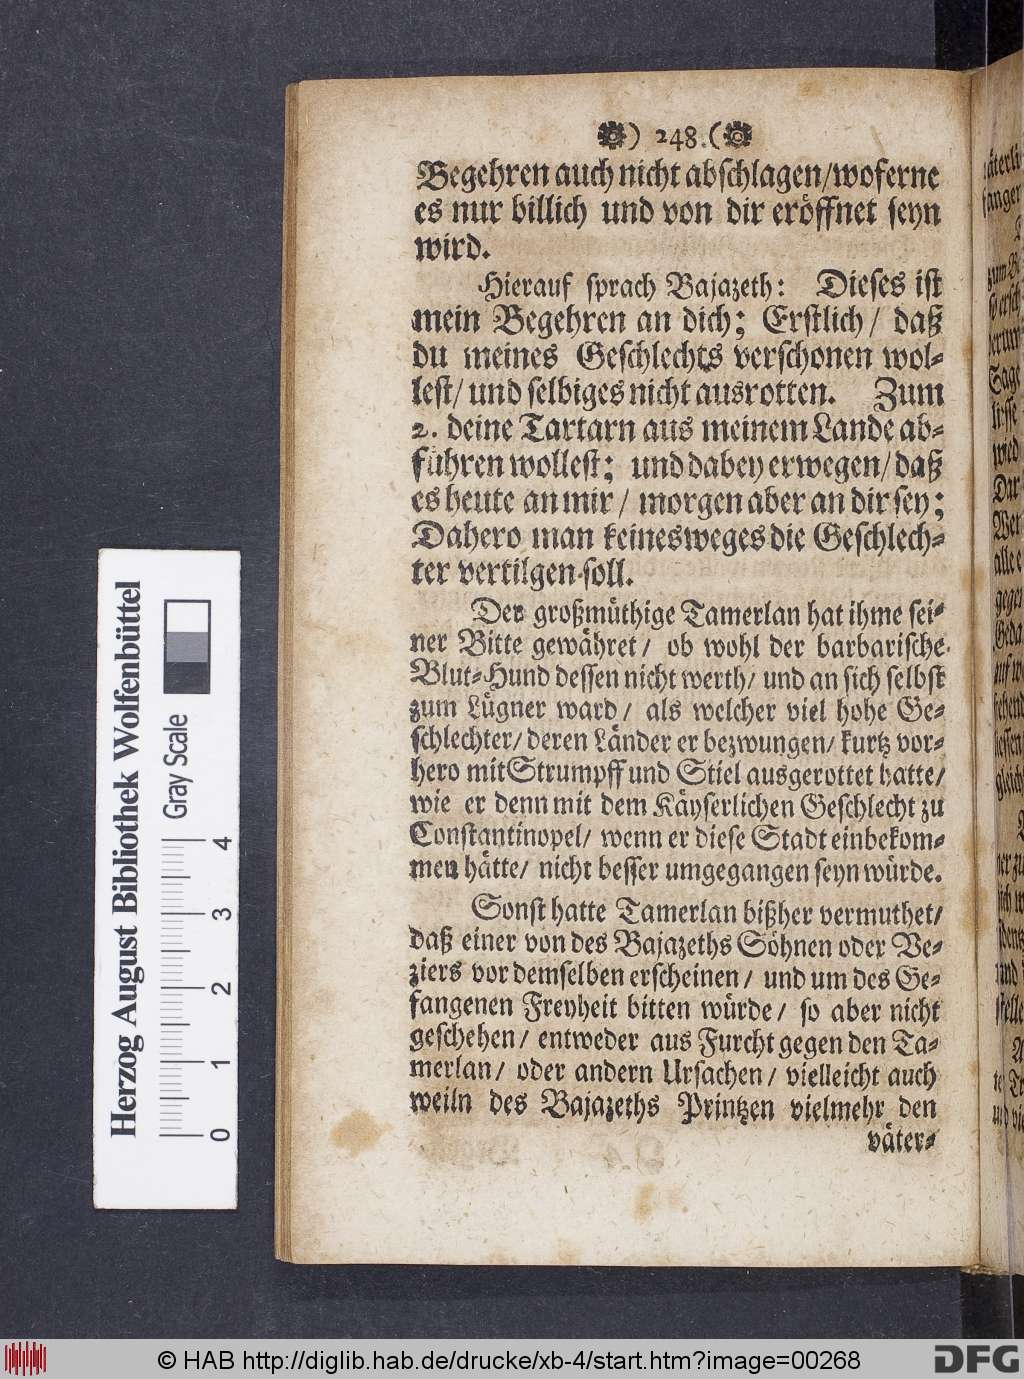 ) 248. (
Begehren auch nicht abschlagen/ woferne
es nur billich und von dir eröffnet seyn
wird.
Hierauf sprach Bajazeth: Dieses ist
mein Begehren an dich; Erstlich/ daß
du meines Geschlechts verschonen wol-
lest/ und selbiges nicht ausrotten. Zum
2. deine Tartarn aus meinem Lande ab-
führen wollest; und dabey erwegen/ daß
es heute an mir/ morgen aber an dir sey;
Dahero man keinesweges die Geschlech-
ter vertilgen soll.
Der großmüthige Tamerlan hat ihme sei-
ner Bitte gewähret/ ob wohl der barbarische
Blut-Hund dessen nicht werth/ und an sich selbst
zum Lügner ward/ als welcher viel hohe Ge-
schlechter/ deren Länder er bezwungen/ kurtz vor-
hero mit Strumpff und Stiel ausgerottet hatte/
wie er denn mit dem Käyserlichen Geschlecht zu
Constantinopel/ wenn er diese Stadt einbekom-
men hätte/ nicht besser umgegangen seyn würde.
Sonst hatte Tamerlan bißher vermuthet/
daß einer von des Bajazeths Söhnen oder Ve-
ziers vor demselben erscheinen/ und um des Ge-
fangenen Freyheit bitten würde/ so aber nicht
geschehen/ entweder aus Furcht gegen den Ta-
merlan/ oder andern Ursachen/ vielleicht auch
weiln des Bajazeths Printzen vielmehr den
väter-
Herzog August Bibliothek Wolfenbüttel
Gray Scale
0 1 2 3 4
© HAB http://diglib.hab.de/drucke/xb-4/start.htm?image=00268
DFG